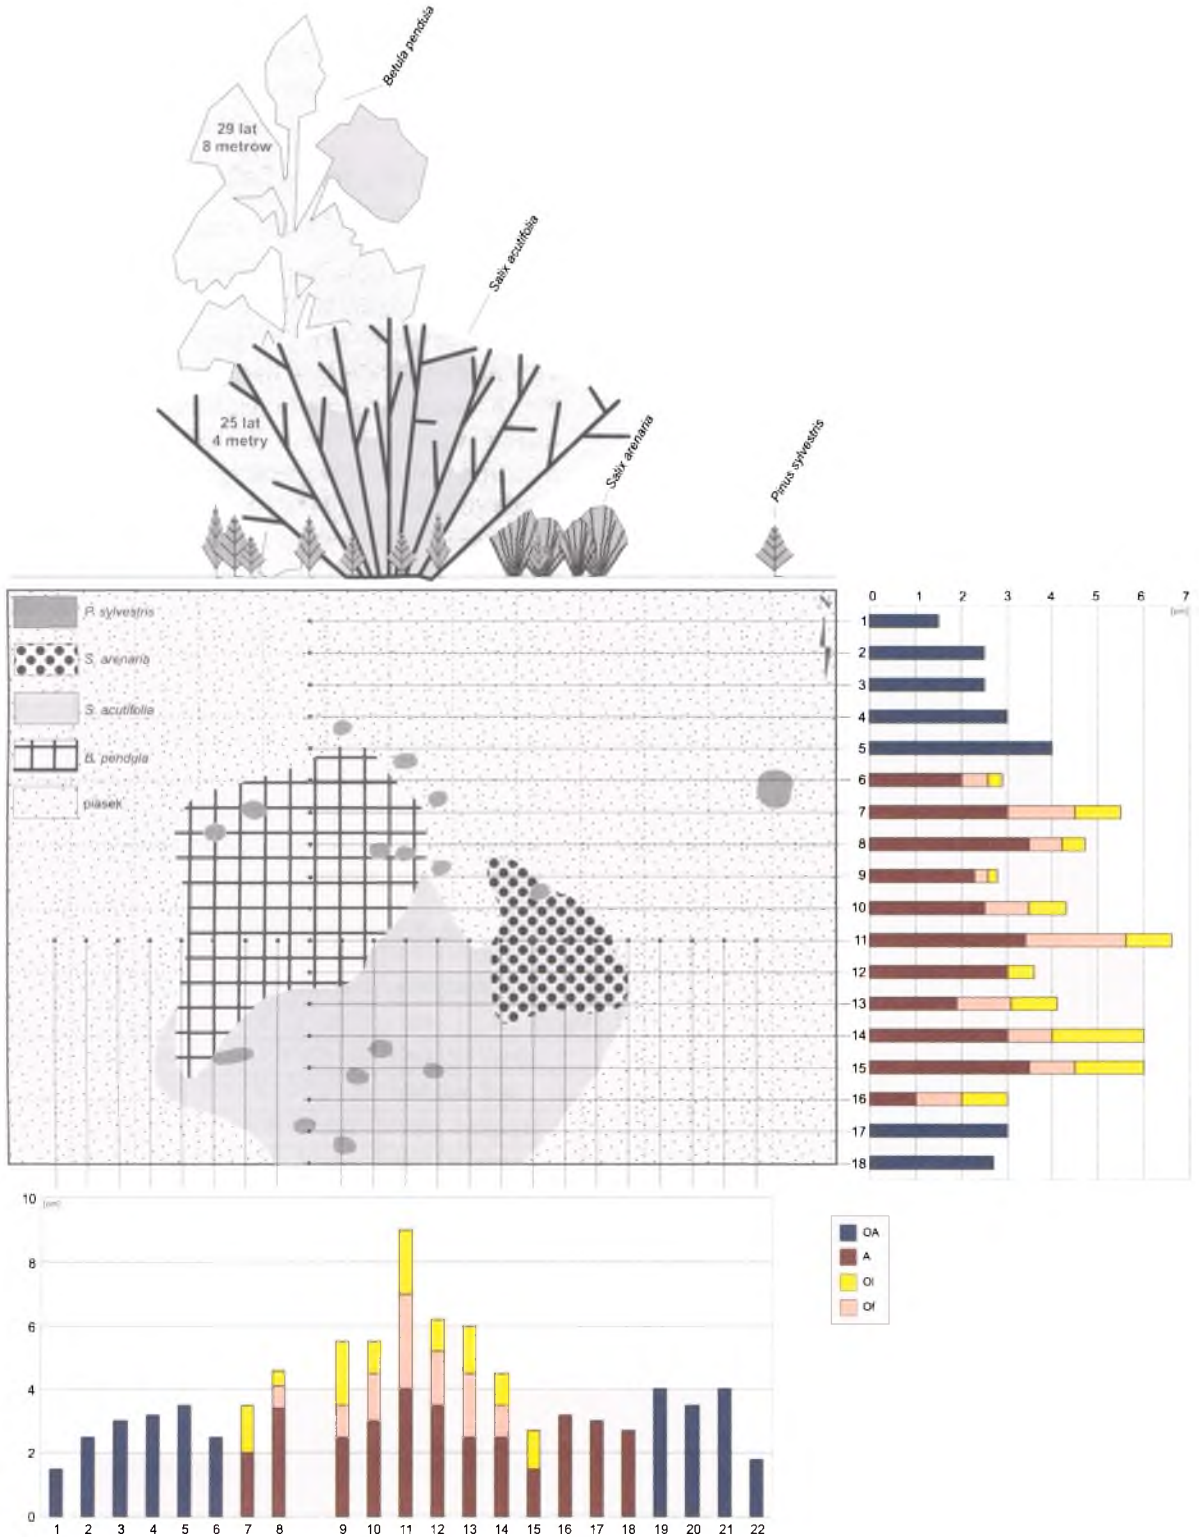 Betula pendula
29 lat
8 metrów
Salix acutifolia
25 lat
4 metry
Salix arenaria
Pinus sylvestris
P. sylvestris
S. arenaria
S. acutifolia
B. pendula
piasek
0 1 2 3 4 5 6 7
[cm]
1
2
3
4
5
6
7
8
9
10
11
12
13
14
15
16
17
18
10
[cm]
8
6
4
2
0
1 2 3 4 5 6 7 8 9 10 11 12 13 14 15 16 17 18 19 20 21 22
OA
A
Ol
Of